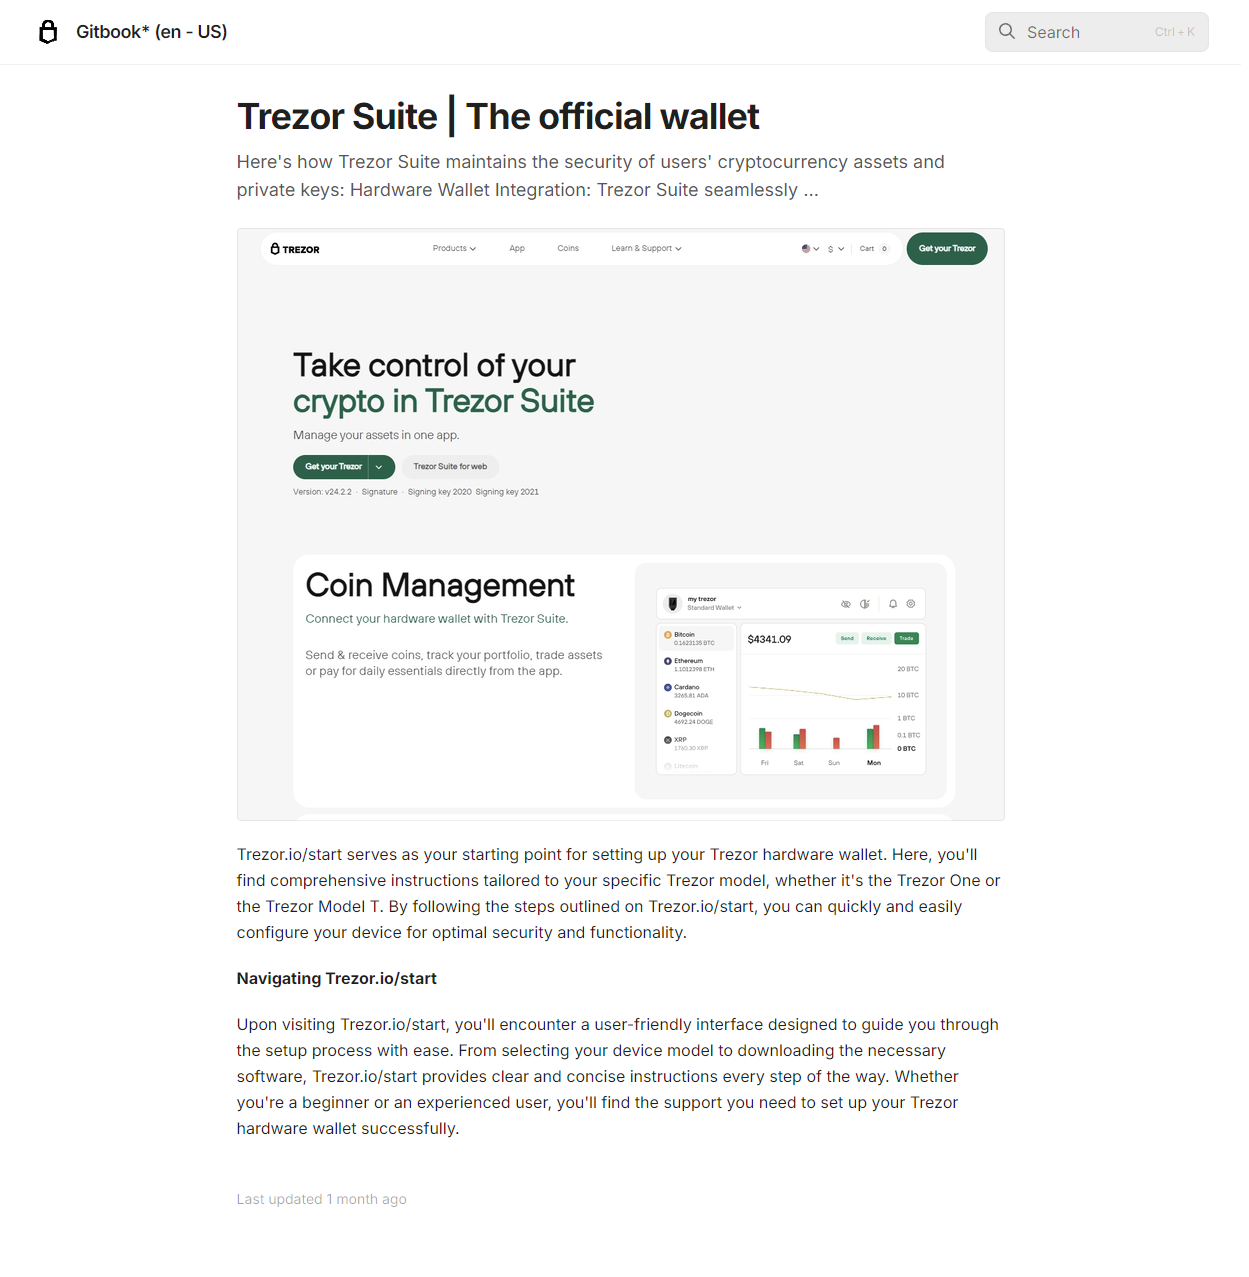 Gitbook* (en - US)
Search
Ctrl + K
Trezor Suite | The official wallet
Here's how Trezor Suite maintains the security of users' cryptocurrency assets and
private keys: Hardware Wallet Integration: Trezor Suite seamlessly ...
TREZOR
Products
App
Coins
Learn & Support
$
Cart
0
Get your Trezor
Take control of your
crypto in Trezor Suite
Manage your assets in one app.
Get your Trezor
Trezor Suite for web
Version: v24.2.2 · Signature · Signing key 2020 Signing key 2021
Coin Management
Connect your hardware wallet with Trezor Suite.
Send & receive coins, track your portfolio, trade assets
or pay for daily essentials directly from the app.
my trezor
Standard Wallet
Bitcoin
0.1623135 BTC
Ethereum
1.1012398 ETH
Cardano
3265.81 ADA
Dogecoin
4692.24 DOGE
XRP
1760.30 XRP
Litecoin
$4341.09
Send
Receive
Trade
20 BTC
10 BTC
1 BTC
0.1 BTC
0 BTC
Fri
Sat
Sun
Mon
Trezor.io/start serves as your starting point for setting up your Trezor hardware wallet. Here, you'll
find comprehensive instructions tailored to your specific Trezor model, whether it's the Trezor One or
the Trezor Model T. By following the steps outlined on Trezor.io/start, you can quickly and easily
configure your device for optimal security and functionality.
Navigating Trezor.io/start
Upon visiting Trezor.io/start, you'll encounter a user-friendly interface designed to guide you through
the setup process with ease. From selecting your device model to downloading the necessary
software, Trezor.io/start provides clear and concise instructions every step of the way. Whether
you're a beginner or an experienced user, you'll find the support you need to set up your Trezor
hardware wallet successfully.
Last updated 1 month ago